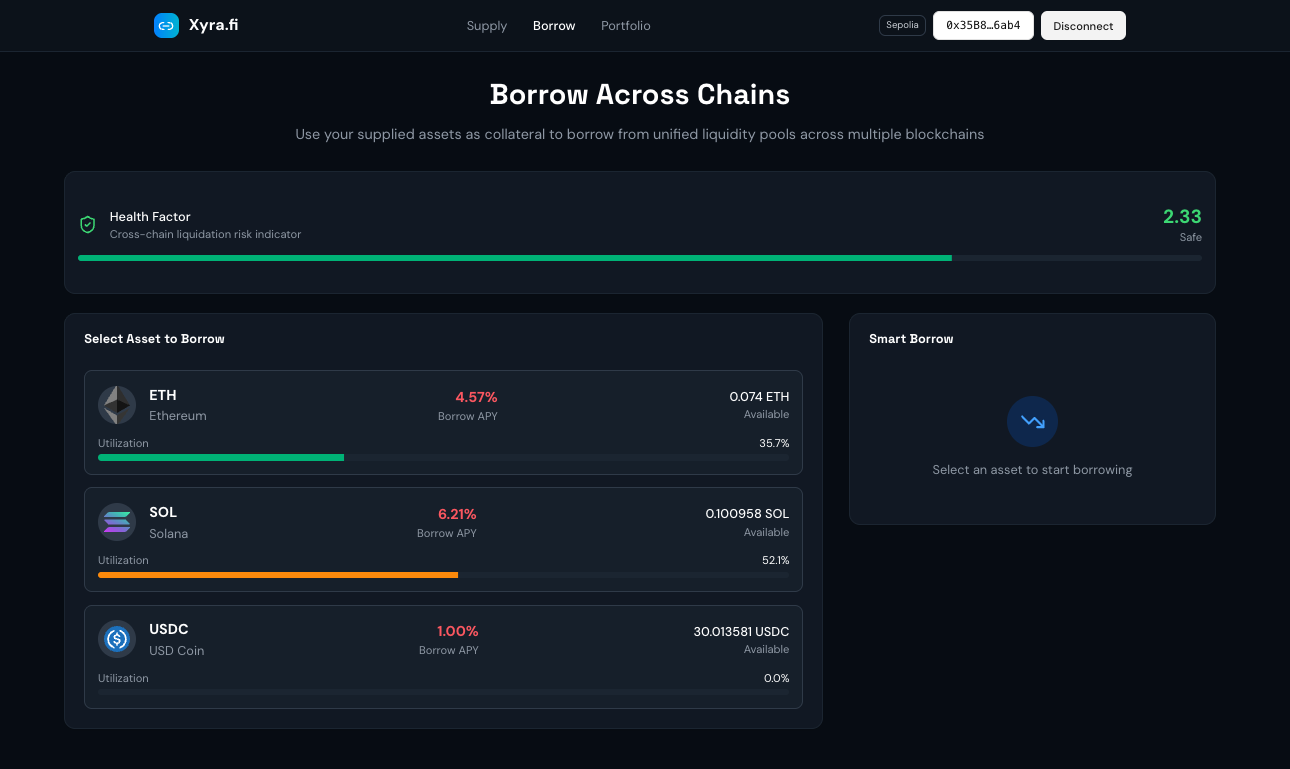 Xyra.fi
Supply
Borrow
Portfolio
Sepolia
0x35B8…6ab4
Disconnect
Borrow Across Chains
Use your supplied assets as collateral to borrow from unified liquidity pools across multiple blockchains
Health Factor
Cross-chain liquidation risk indicator
2.33
Safe
Select Asset to Borrow
ETH
Ethereum
4.57%
Borrow APY
0.074 ETH
Available
Utilization
35.7%
SOL
Solana
6.21%
Borrow APY
0.100958 SOL
Available
Utilization
52.1%
USDC
USD Coin
1.00%
Borrow APY
30.013581 USDC
Available
Utilization
0.0%
Smart Borrow
Select an asset to start borrowing